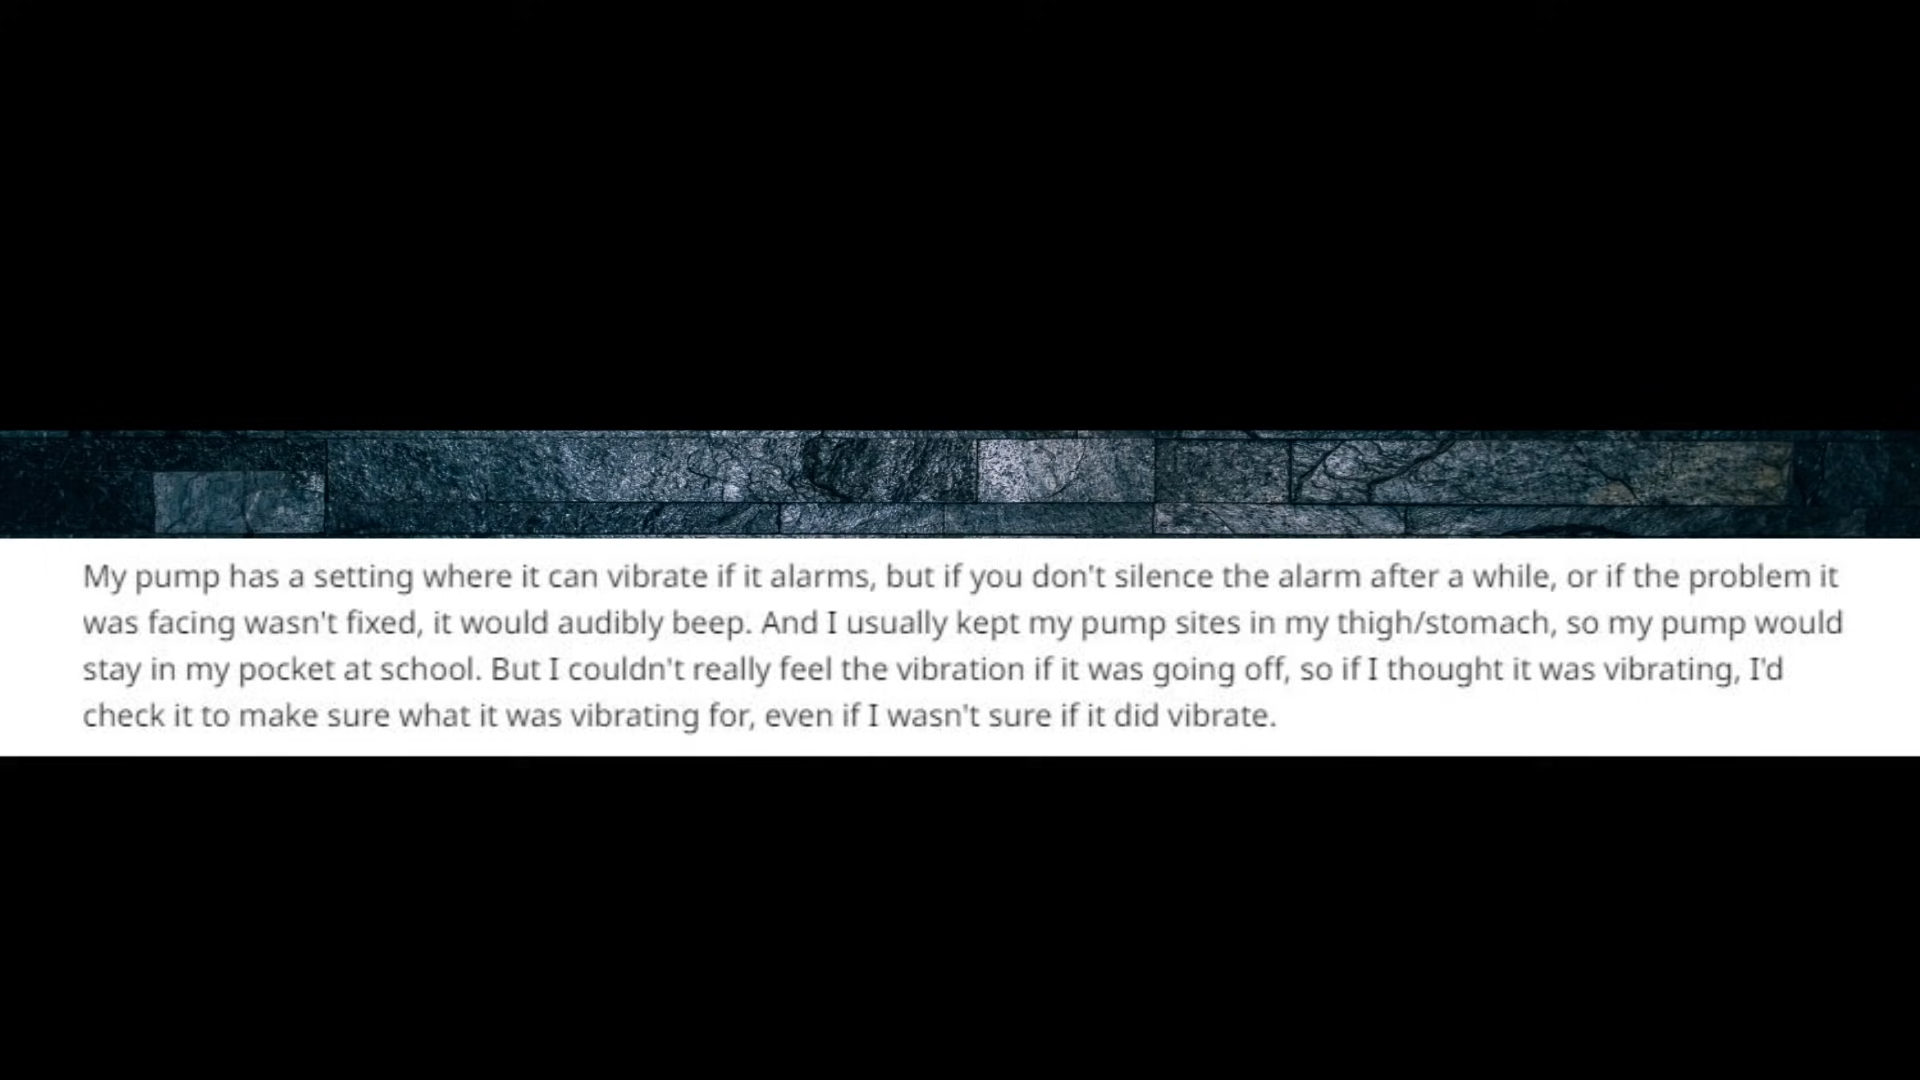 My pump has a setting where it can vibrate if it alarms, but if you don't silence the alarm after a while, or if the problem it
was facing wasn't fixed, it would audibly beep. And I usually kept my pump sites in my thigh/stomach, so my pump would
stay in my pocket at school. But I couldn't really feel the vibration if it was going off, so if I thought it was vibrating, I'd
check it to make sure what it was vibrating for, even if I wasn't sure if it did vibrate.